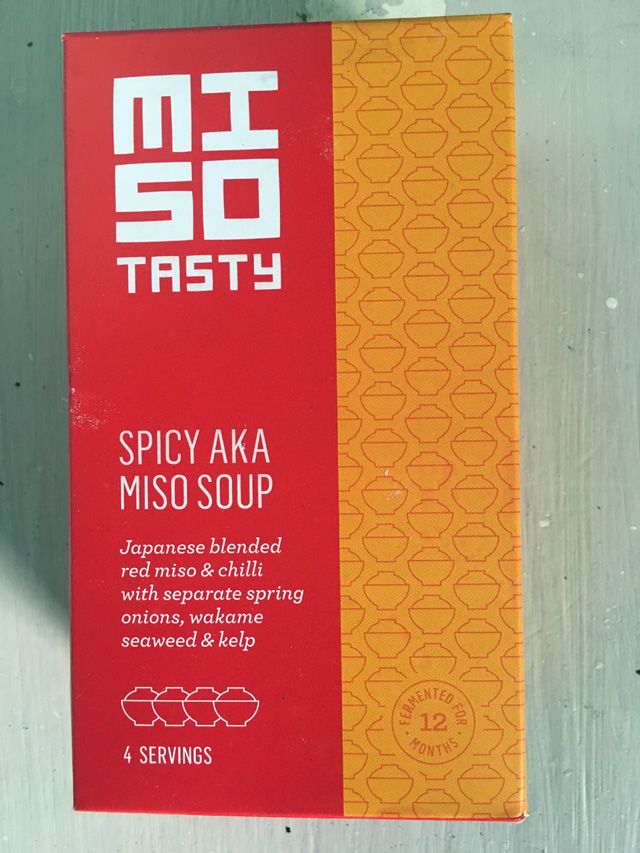 MI
SO
TASTY
SPICY AKA
MISO SOUP
Japanese blended
red miso & chilli
with separate spring
onions, wakame
seaweed & kelp
4 SERVINGS
FERMENTED FOR
12
MONTHS